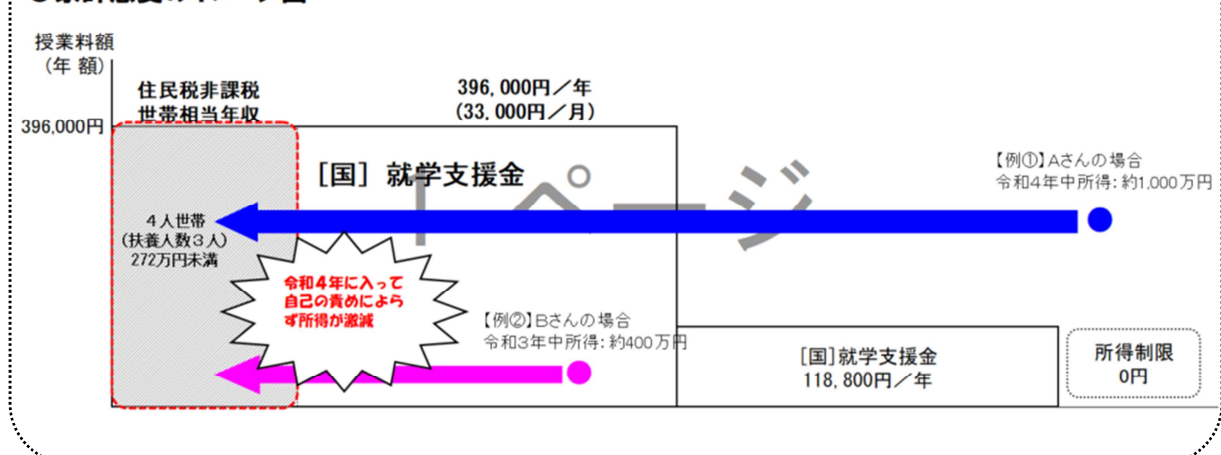 授業料額
(年 額)
住民税非課税
世帯相当年収
396,000円／年
(33,000円／月)
396,000円
[国] 就学支援金
1 ページ
【例①】Aさんの場合
令和4年中所得：約1,000万円
4人世帯
(扶養人数3人)
272万円未満
令和4年に入って
自己の責めによら
ず所得が激減
【例②】Bさんの場合
令和3年中所得：約400万円
[国]就学支援金
118,800円／年
所得制限
0円